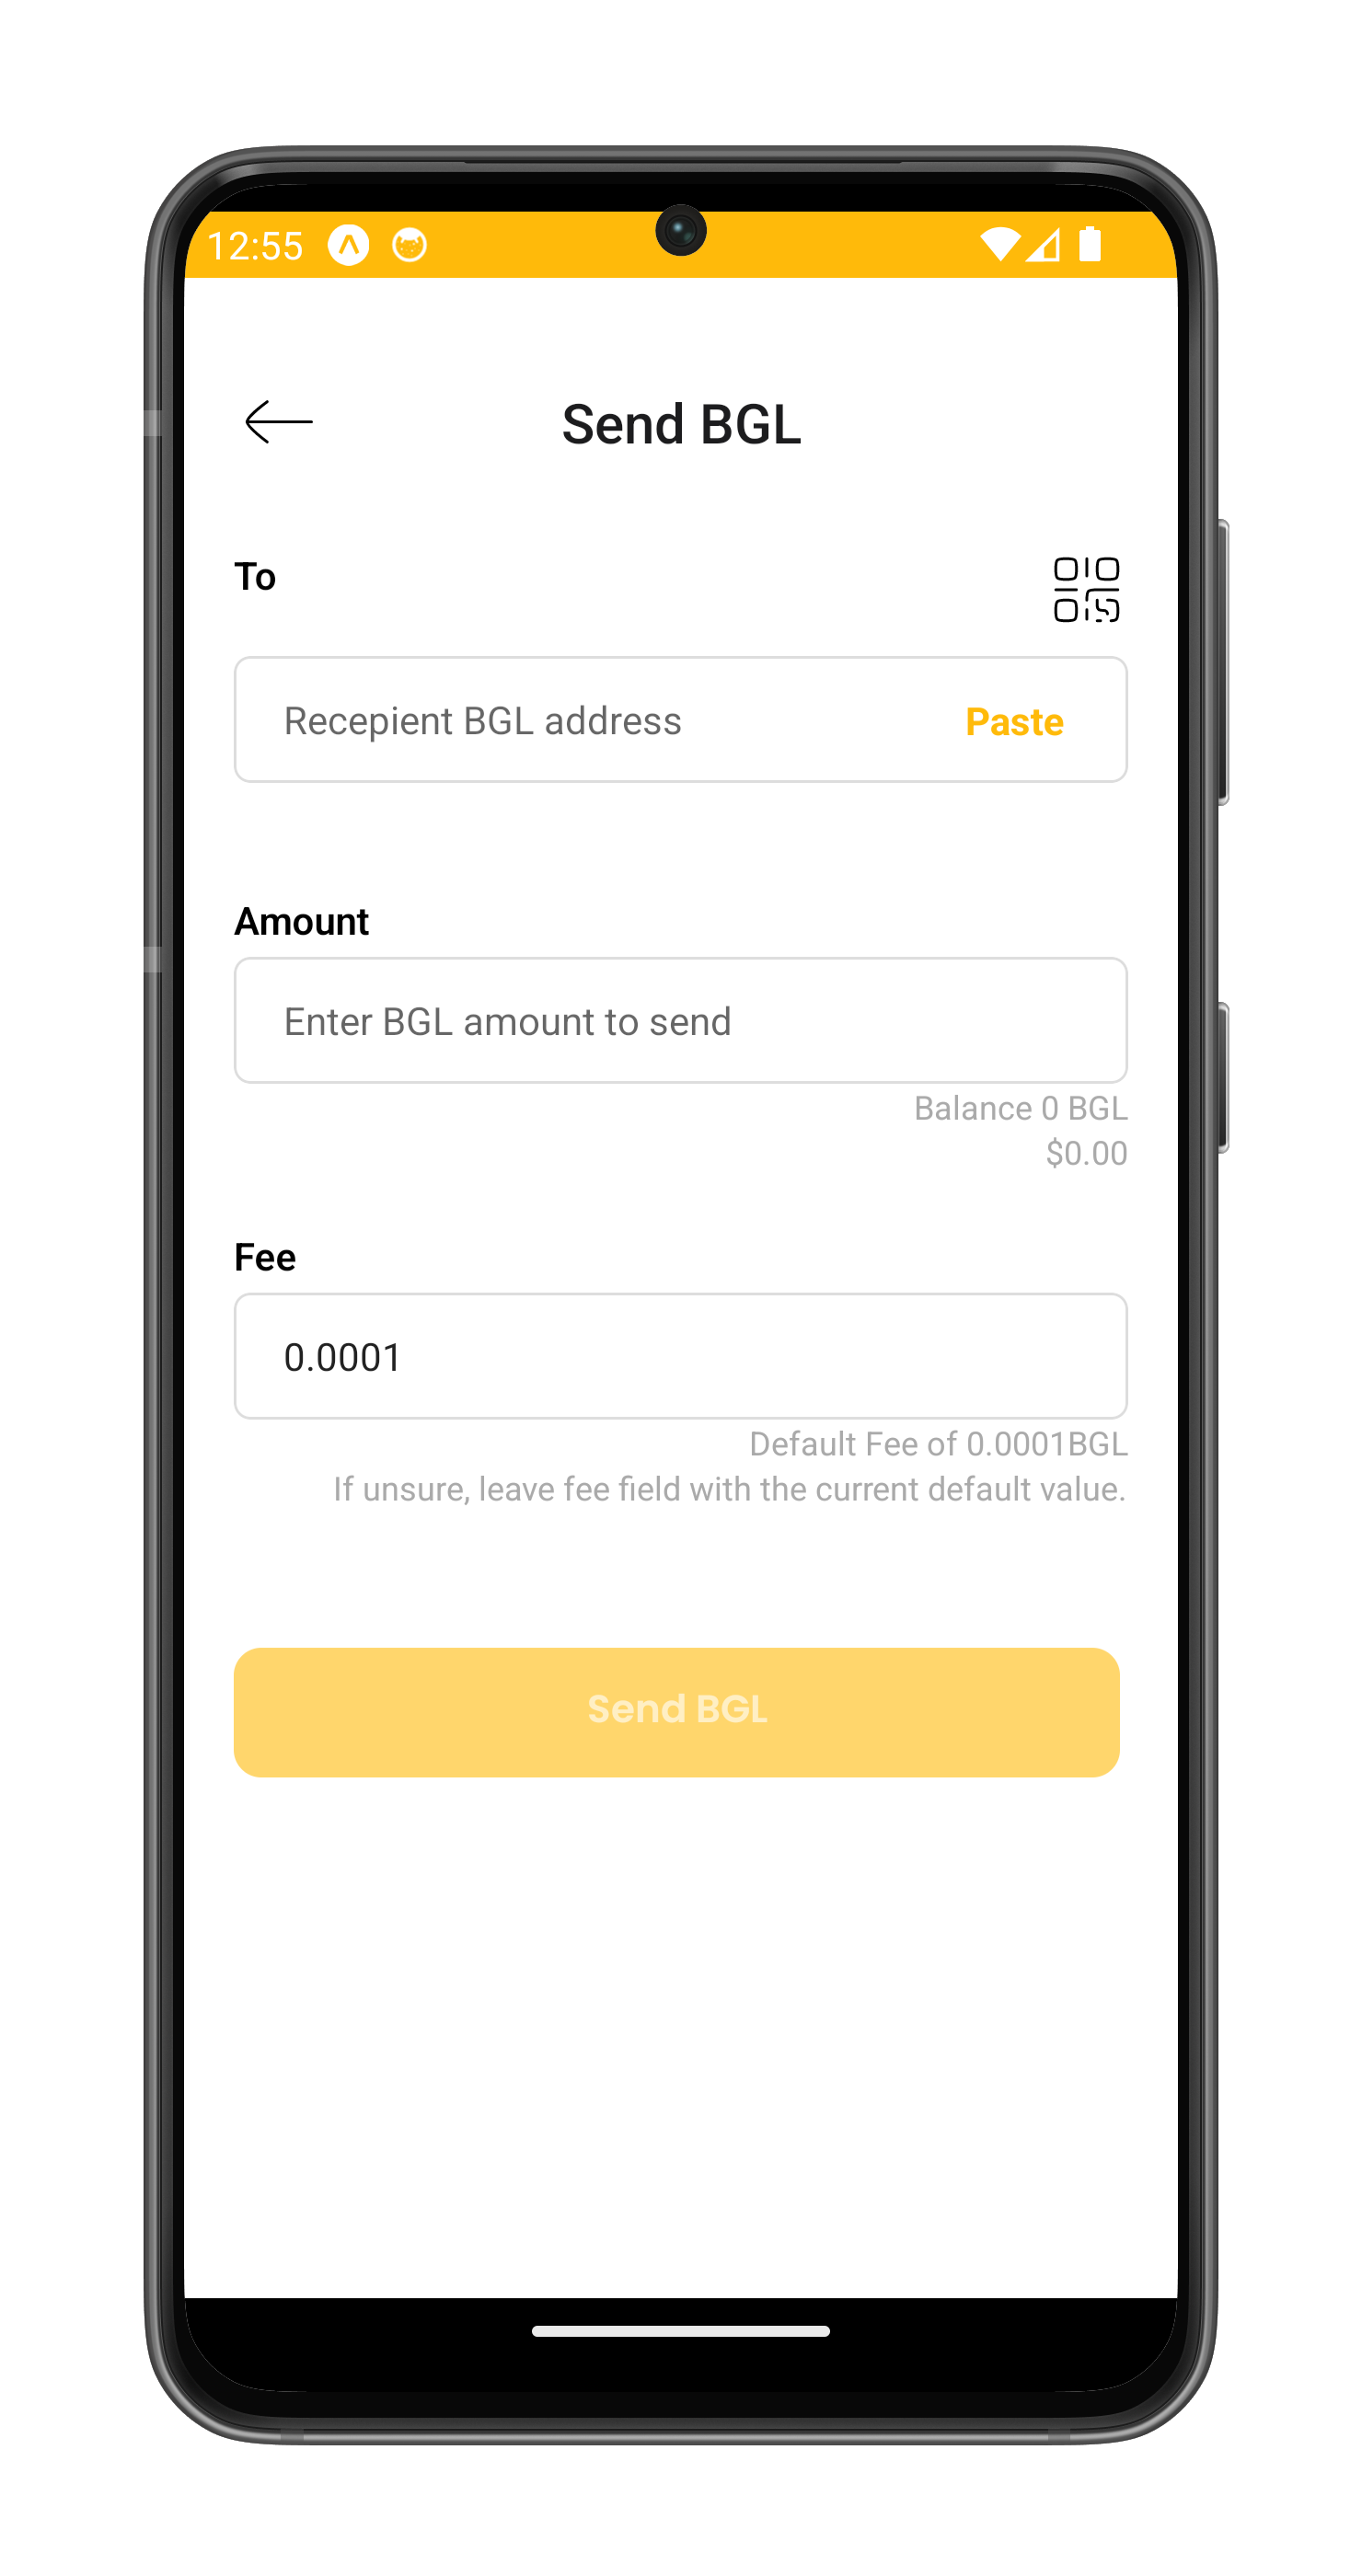 12:55
Send BGL
To
Recepient BGL address Paste
Amount
Enter BGL amount to send
Balance 0 BGL
$0.00
Fee
0.0001
Default Fee of 0.0001BGL
If unsure, leave fee field with the current default value.
Send BGL